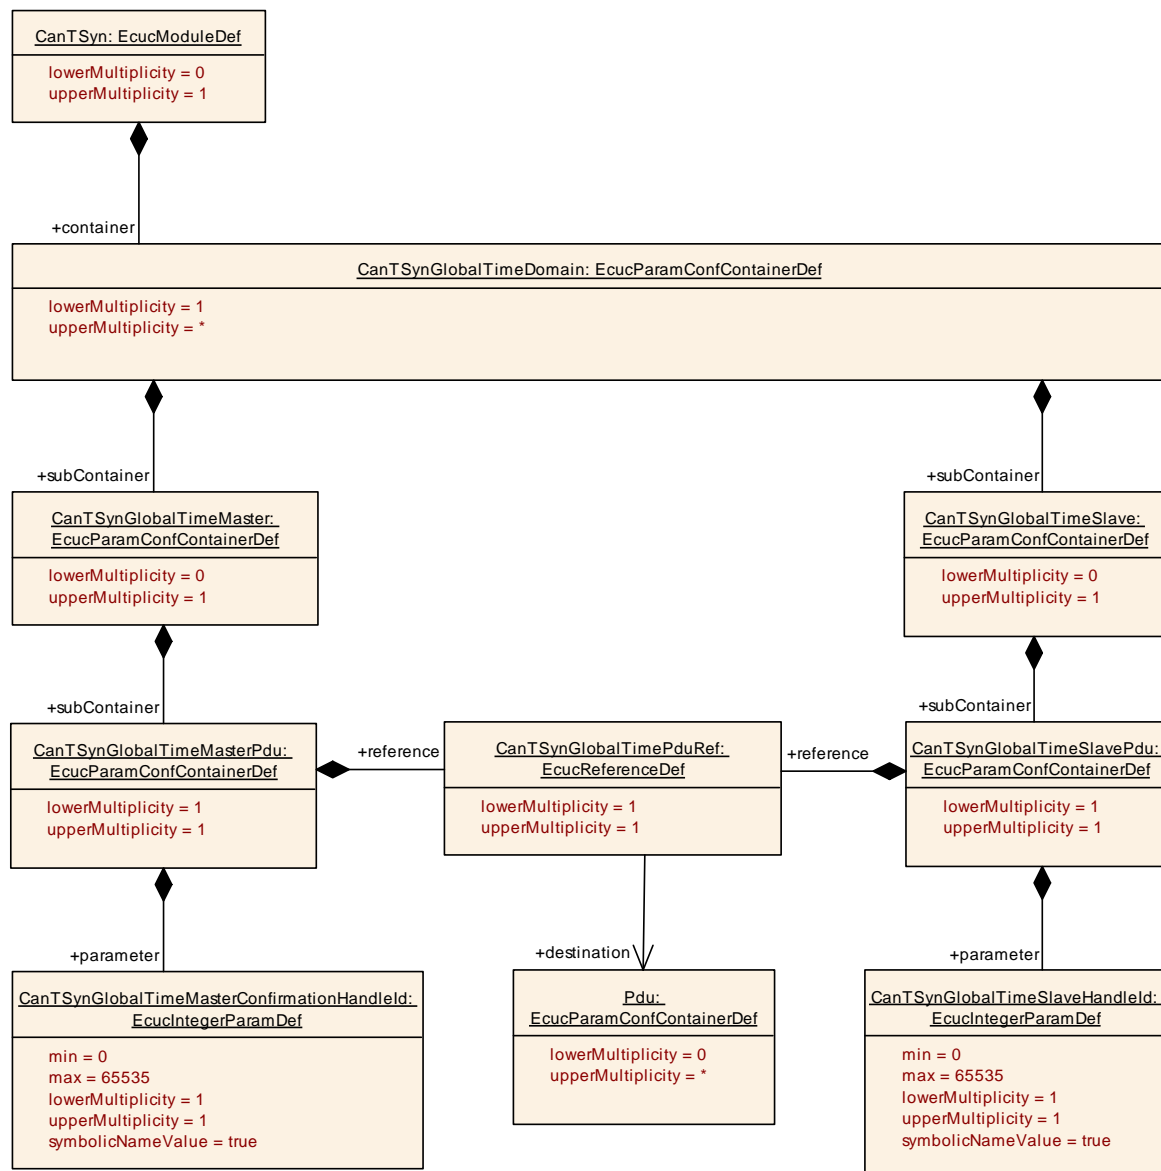 CanTSyn: EcucModuleDef
lowerMultiplicity = 0
upperMultiplicity = 1
+container
CanTSynGlobalTimeDomain: EcucParamConfContainerDef
lowerMultiplicity = 1
upperMultiplicity = *
+subContainer
+subContainer
CanTSynGlobalTimeMaster:
EcucParamConfContainerDef
lowerMultiplicity = 0
upperMultiplicity = 1
CanTSynGlobalTimeSlave:
EcucParamConfContainerDef
lowerMultiplicity = 0
upperMultiplicity = 1
+subContainer
+subContainer
CanTSynGlobalTimeMasterPdu:
EcucParamConfContainerDef
lowerMultiplicity = 1
upperMultiplicity = 1
+reference
CanTSynGlobalTimePduRef:
EcucReferenceDef
lowerMultiplicity = 1
upperMultiplicity = 1
+reference
CanTSynGlobalTimeSlavePdu:
EcucParamConfContainerDef
lowerMultiplicity = 1
upperMultiplicity = 1
+parameter
+destination
+parameter
CanTSynGlobalTimeMasterConfirmationHandleId:
EcucIntegerParamDef
min = 0
max = 65535
lowerMultiplicity = 1
upperMultiplicity = 1
symbolicNameValue = true
Pdu:
EcucParamConfContainerDef
lowerMultiplicity = 0
upperMultiplicity = *
CanTSynGlobalTimeSlaveHandleId:
EcucIntegerParamDef
min = 0
max = 65535
lowerMultiplicity = 1
upperMultiplicity = 1
symbolicNameValue = true